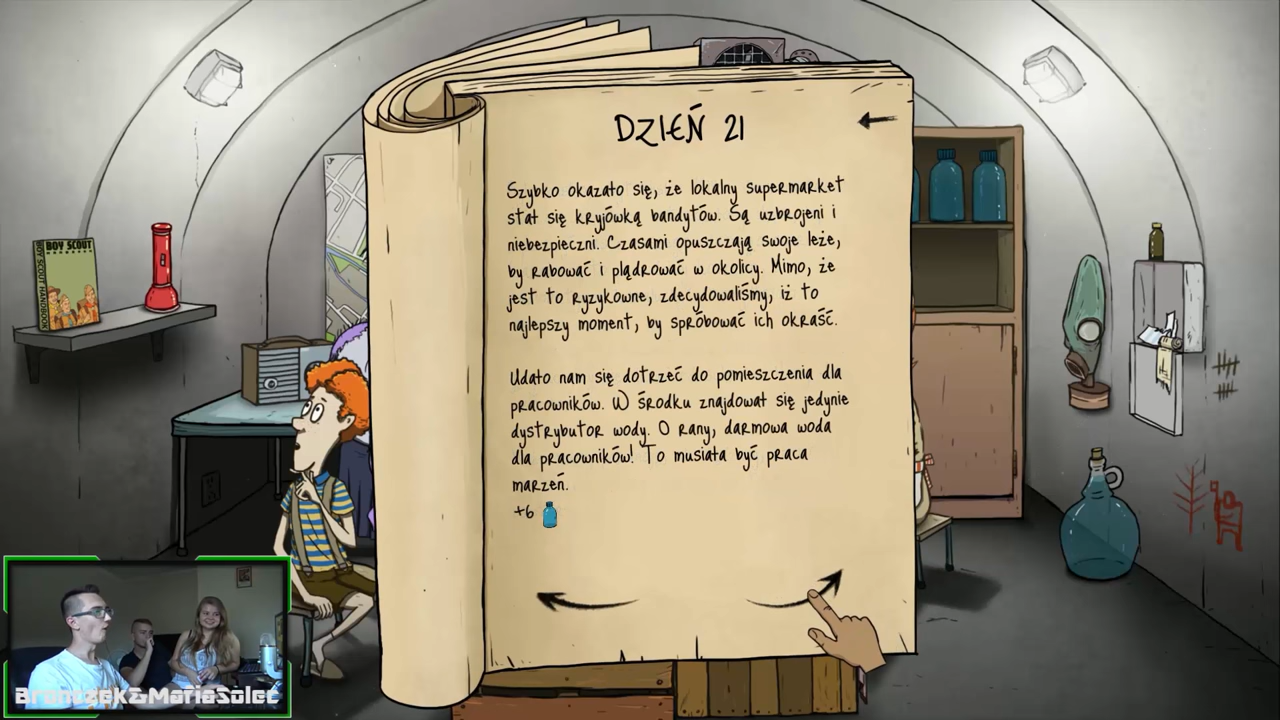 DZIEŃ 21
Szybko okazało się, że lokalny supermarket
stał się kryjówką bandytów. Są uzbrojeni i
niebezpieczni. Czasami opuszczają swoje leże,
by rabować i plądrować w okolicy. Mimo, że
jest to ryzykowne, zdecydowaliśmy, iż to
najlepszy moment, by spróbować ich okraść.
Udało nam się dotrzeć do pomieszczenia dla
pracowników. W środku znajdował się jedynie
dystrybutor wody. O rany, darmowa woda
dla pracowników! To musiała być praca
marzeń.
+6
BOY SCOUT
BOY SCOUT HANDBOOK